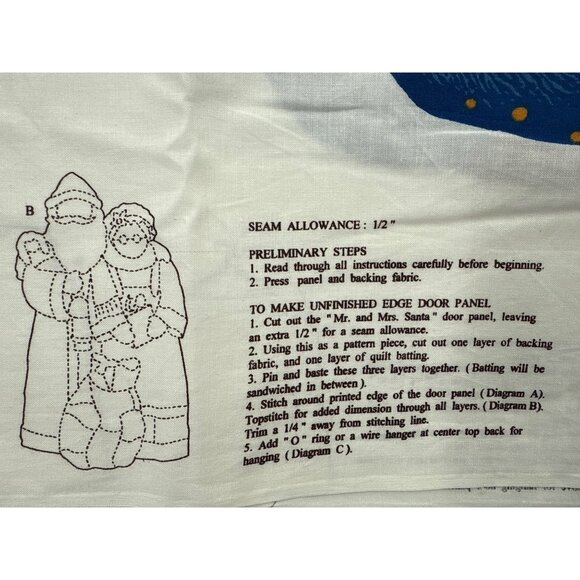 B
SEAM ALLOWANCE : 1/2 "
PRELIMINARY STEPS
1. Read through all instructions carefully before beginning.
2. Press panel and backing fabric.
TO MAKE UNFINISHED EDGE DOOR PANEL
1. Cut out the "Mr. and Mrs. Santa" door panel, leaving
an extra 1/2" for a seam allowance.
2. Using this as a pattern piece, cut out one layer of backing
fabric, and one layer of quilt batting.
3. Pin and baste these three layers together. ( Batting will be
sandwiched in between ).
4. Stitch around printed edge of the door panel ( Diagram A).
Topstitch for added dimension through all layers. ( Diagram B).
Trim a 1/4" away from stitching line.
5. Add "O" ring or a wire hanger at center top back for
hanging ( Diagram C).